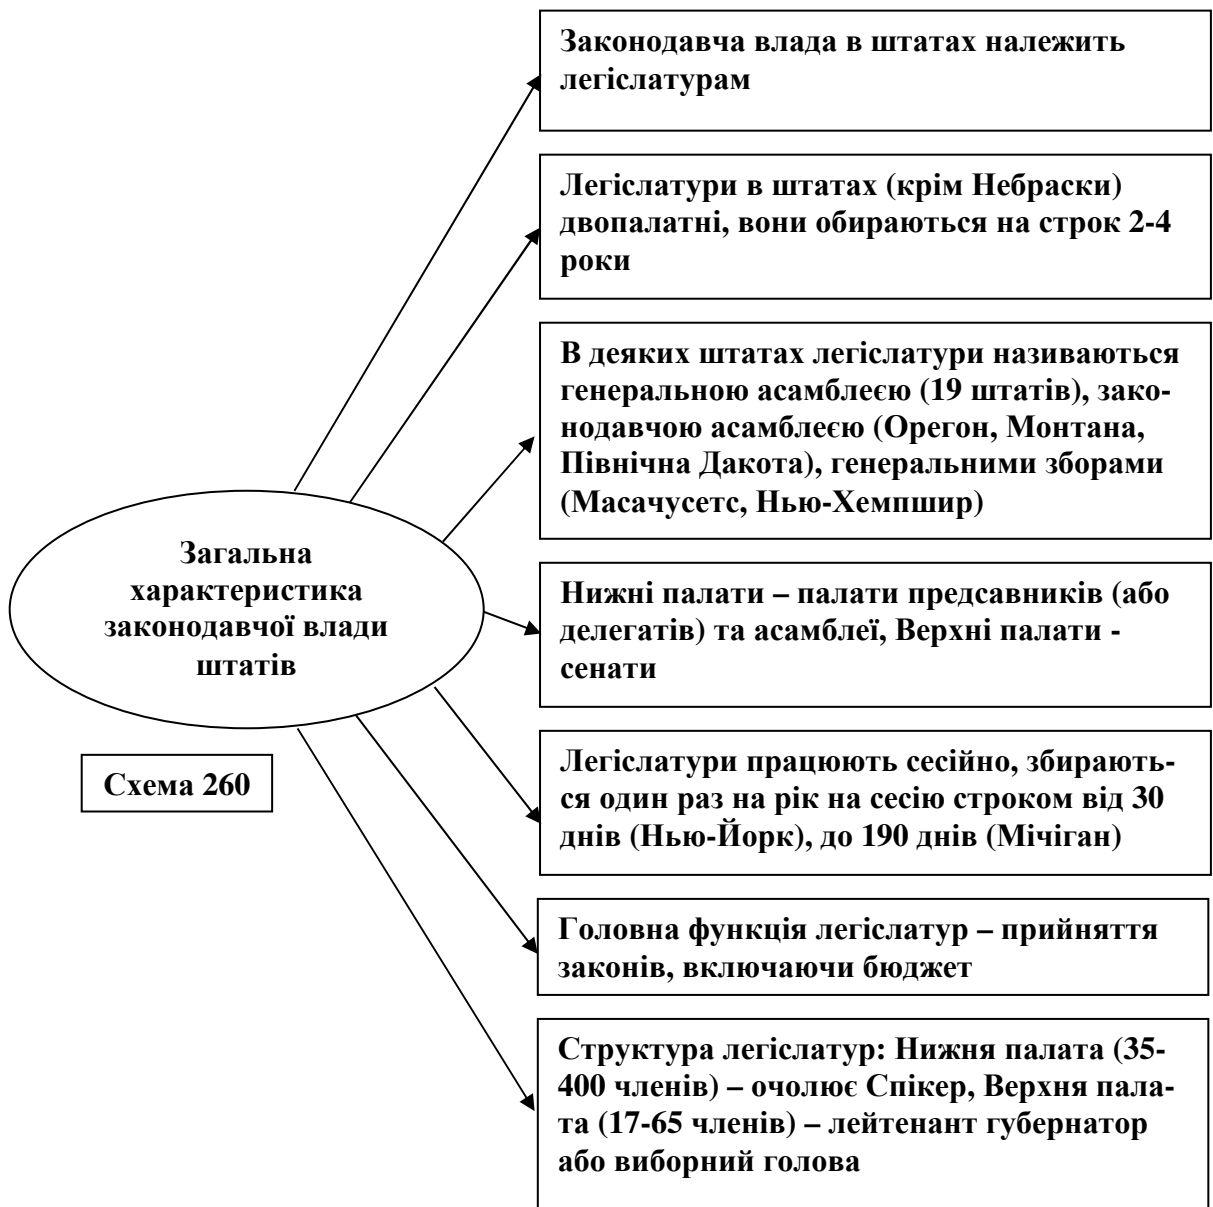 Законодавча влада в штатах належить
легіслатурам
Легіслатури в штатах (крім Небраски)
двопалатні, вони обираються на строк 2-4
роки
В деяких штатах легіслатури називаються
генеральною асамблеєю (19 штатів), зако-
нодавчою асамблеєю (Орегон, Монтана,
Північна Дакота), генеральними зборами
(Масачусетс, Нью-Хемпшир)
Загальна
характеристика
законодавчої влади
штатів
Нижні палати – палати предсавників (або
делегатів) та асамблеї, Верхні палати -
сенати
Схема 260
Легіслатури працюють сесійно, збирають-
ся один раз на рік на сесію строком від 30
днів (Нью-Йорк), до 190 днів (Мічіган)
Головна функція легіслатур – прийняття
законів, включаючи бюджет
Структура легіслатур: Нижня палата (35-
400 членів) – очолює Спікер, Верхня пала-
та (17-65 членів) – лейтенант губернатор
або виборний голова